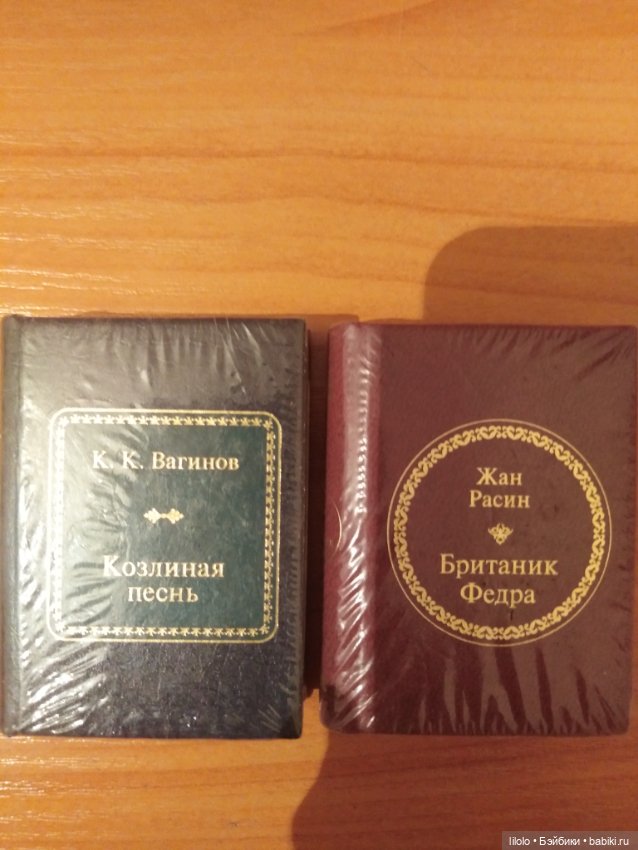 К. К. Вагинов
Козлиная
песнь
Жан
Расин
Британик
Федра
lilolo • Бэйбики • babiki.ru